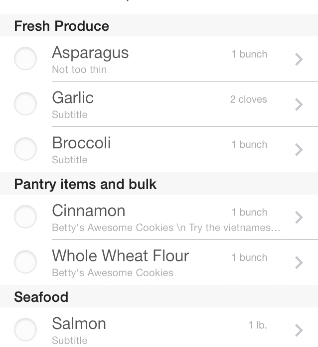 Fresh Produce
Asparagus 1 bunch
Not too thin
Garlic 2 cloves
Subtitle
Broccoli 1 bunch
Subtitle
Pantry items and bulk
Cinnamon 1 bunch
Betty's Awesome Cookies \n Try the vietnames...
Whole Wheat Flour 1 bunch
Betty's Awesome Cookies
Seafood
Salmon 1 lb.
Subtitle